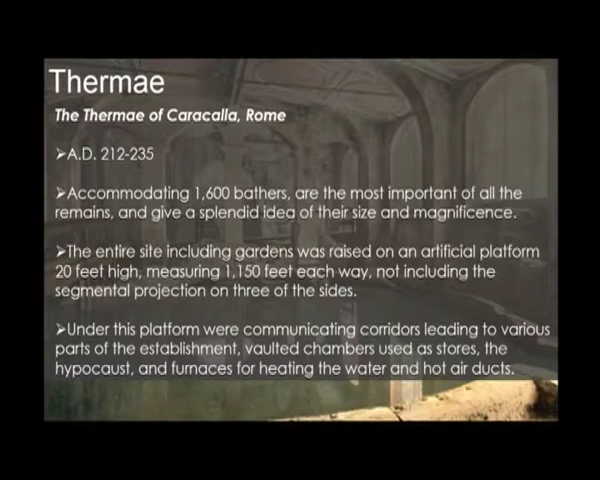 Thermae
The Thermae of Caracalla, Rome
➢A.D. 212-235
➢Accommodating 1,600 bathers, are the most important of all the
remains, and give a splendid idea of their size and magnificence.
➢The entire site including gardens was raised on an artificial platform
20 feet high, measuring 1,150 feet each way, not including the
segmental projection on three of the sides.
➢Under this platform were communicating corridors leading to various
parts of the establishment, vaulted chambers used as stores, the
hypocaust, and furnaces for heating the water and hot air ducts.